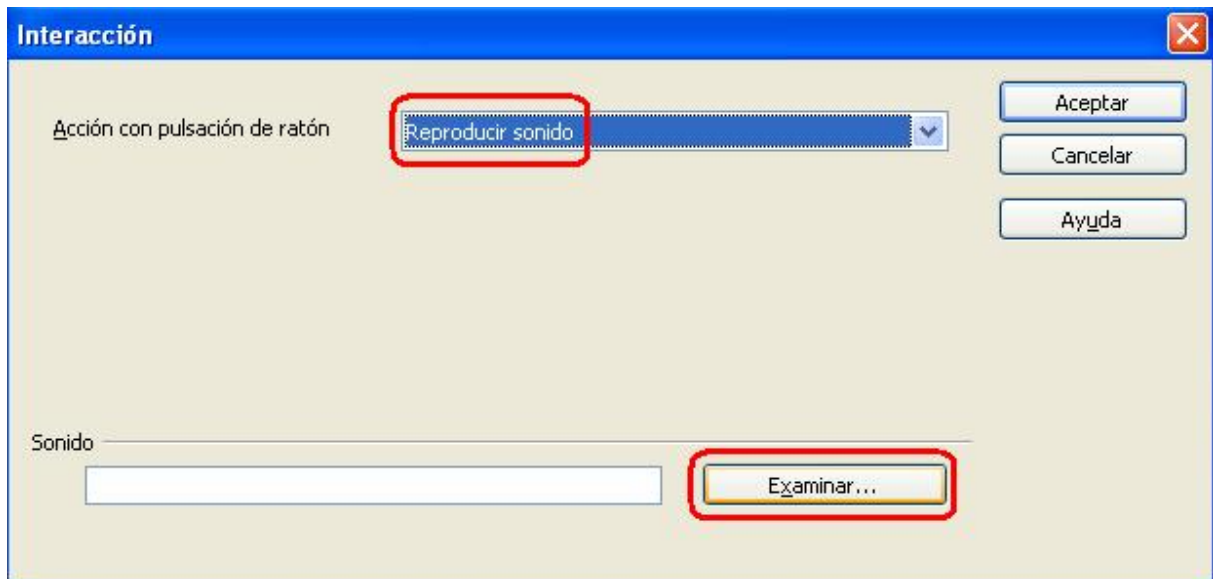 Interacción
Acción con pulsación de ratón
Reproducir sonido
Aceptar
Cancelar
Ayuda
Sonido
Examinar...